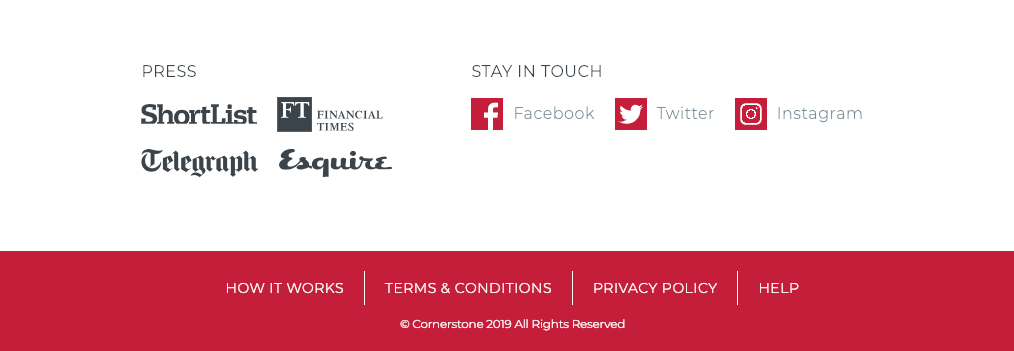 PRESS
ShortList
FT FINANCIAL
TIMES
Telegraph
Esquire
STAY IN TOUCH
Facebook
Twitter
Instagram
HOW IT WORKS
TERMS & CONDITIONS
PRIVACY POLICY
HELP
© Cornerstone 2019 All Rights Reserved